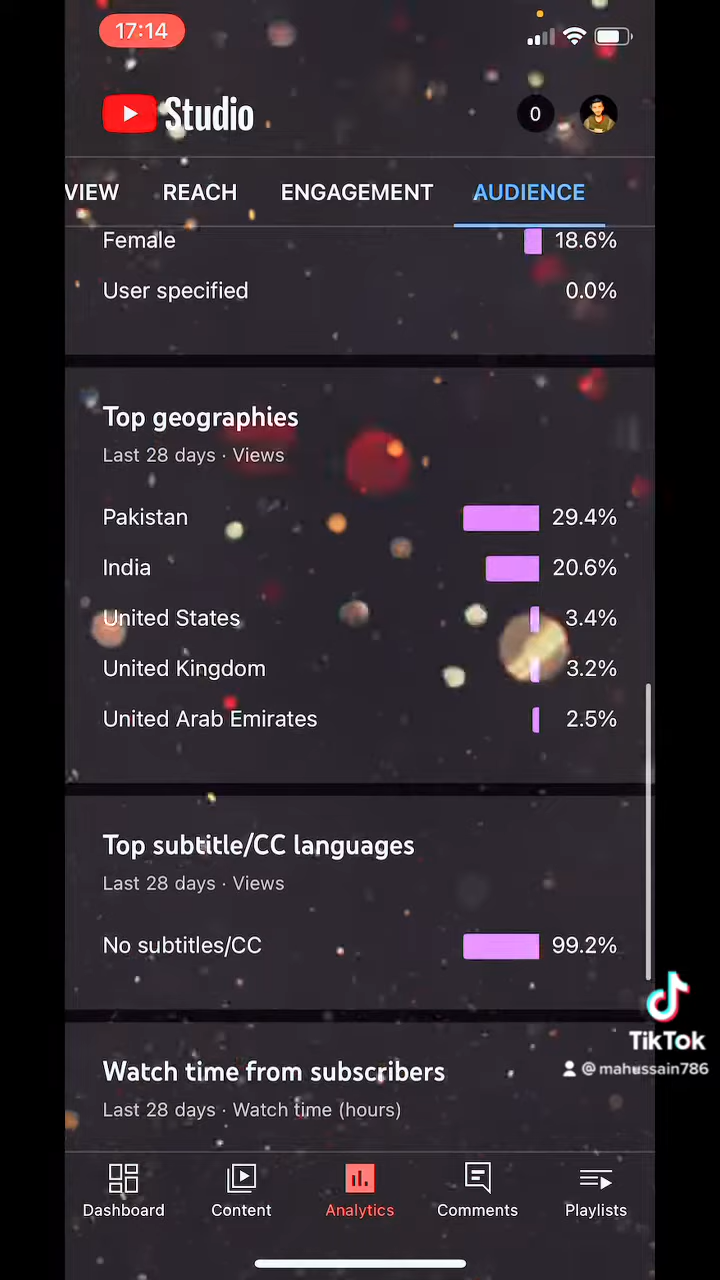 17:14
Studio
0
VIEW REACH ENGAGEMENT AUDIENCE
Female 18.6%
User specified 0.0%
Top geographies
Last 28 days · Views
Pakistan 29.4%
India 20.6%
United States 3.4%
United Kingdom 3.2%
United Arab Emirates 2.5%
Top subtitle/CC languages
Last 28 days · Views
No subtitles/CC 99.2%
TikTok
@mahussain786
Watch time from subscribers
Last 28 days · Watch time (hours)
Dashboard Content Analytics Comments Playlists